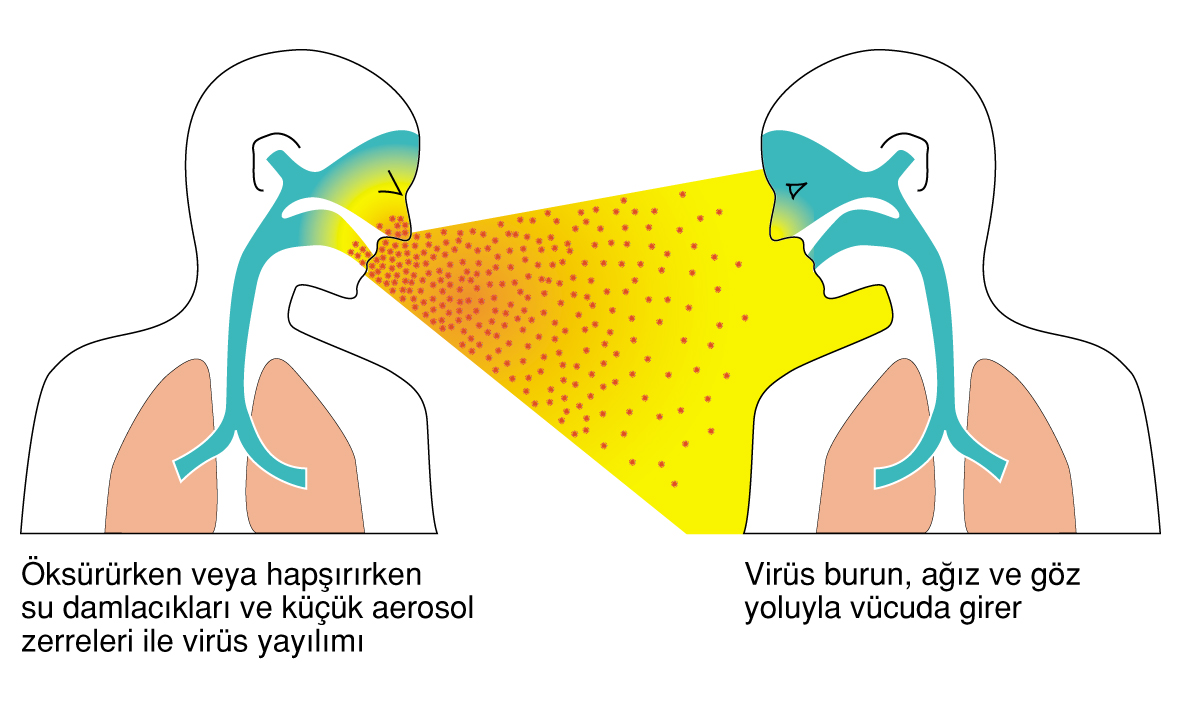 Öksürürken veya hapşırırken
su damlacıkları ve küçük aerosol
zerreleri ile virüs yayılımı
Virüs burun, ağız ve göz
yoluyla vücuda girer